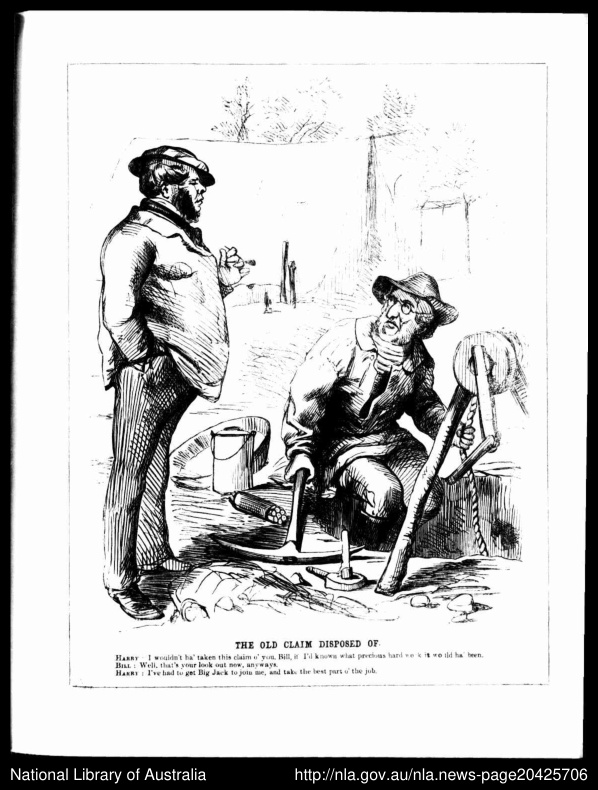 THE OLD CLAIM DISPOSED OF.
HARRY : I wouldn't ha' taken this claim o' you, Bill, if I'd known what precious hard wo k it wo ld ha' been.
BILL : Well, that's your look out now, anyways.
HARRY : I've had to get Big Jack to join me, and take the best part o' the job.
National Library of Australia
http://nla.gov.au/nla.news-page20425706